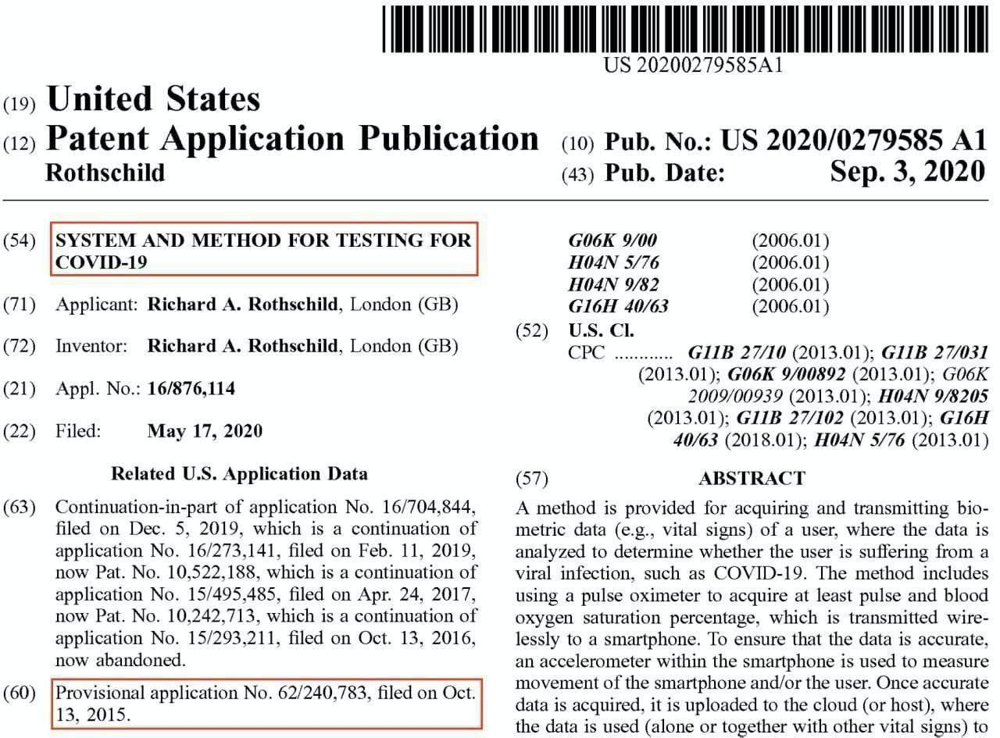 US 20200279585A1
(19) United States
(12) Patent Application Publication
Rothschild
(10) Pub. No.: US 2020/0279585 A1
(43) Pub. Date: Sep. 3, 2020
(54) SYSTEM AND METHOD FOR TESTING FOR
COVID-19
(71) Applicant: Richard A. Rothschild, London (GB)
(72) Inventor: Richard A. Rothschild, London (GB)
(21) Appl. No.: 16/876,114
(22) Filed: May 17, 2020
Related U.S. Application Data
(63) Continuation-in-part of application No. 16/704,844,
filed on Dec. 5, 2019, which is a continuation of
application No. 16/273,141, filed on Feb. 11, 2019,
now Pat. No. 10,522,188, which is a continuation of
application No. 15/495,485, filed on Apr. 24, 2017,
now Pat. No. 10,242,713, which is a continuation of
application No. 15/293,211, filed on Oct. 13, 2016,
now abandoned.
(60) Provisional application No. 62/240,783, filed on Oct.
13, 2015.
G06K 9/00 (2006.01)
H04N 5/76 (2006.01)
H04N 9/82 (2006.01)
G16H 40/63 (2006.01)
(52) U.S. Cl.
CPC ............ G11B 27/10 (2013.01); G11B 27/031
(2013.01); G06K 9/00892 (2013.01); G06K
2009/00939 (2013.01); H04N 9/8205
(2013.01); G11B 27/102 (2013.01); G16H
40/63 (2018.01); H04N 5/76 (2013.01)
(57) ABSTRACT
A method is provided for acquiring and transmitting bio-
metric data (e.g., vital signs) of a user, where the data is
analyzed to determine whether the user is suffering from a
viral infection, such as COVID-19. The method includes
using a pulse oximeter to acquire at least pulse and blood
oxygen saturation percentage, which is transmitted wire-
lessly to a smartphone. To ensure that the data is accurate,
an accelerometer within the smartphone is used to measure
movement of the smartphone and/or the user. Once accurate
data is acquired, it is uploaded to the cloud (or host), where
the data is used (alone or together with other vital signs) to